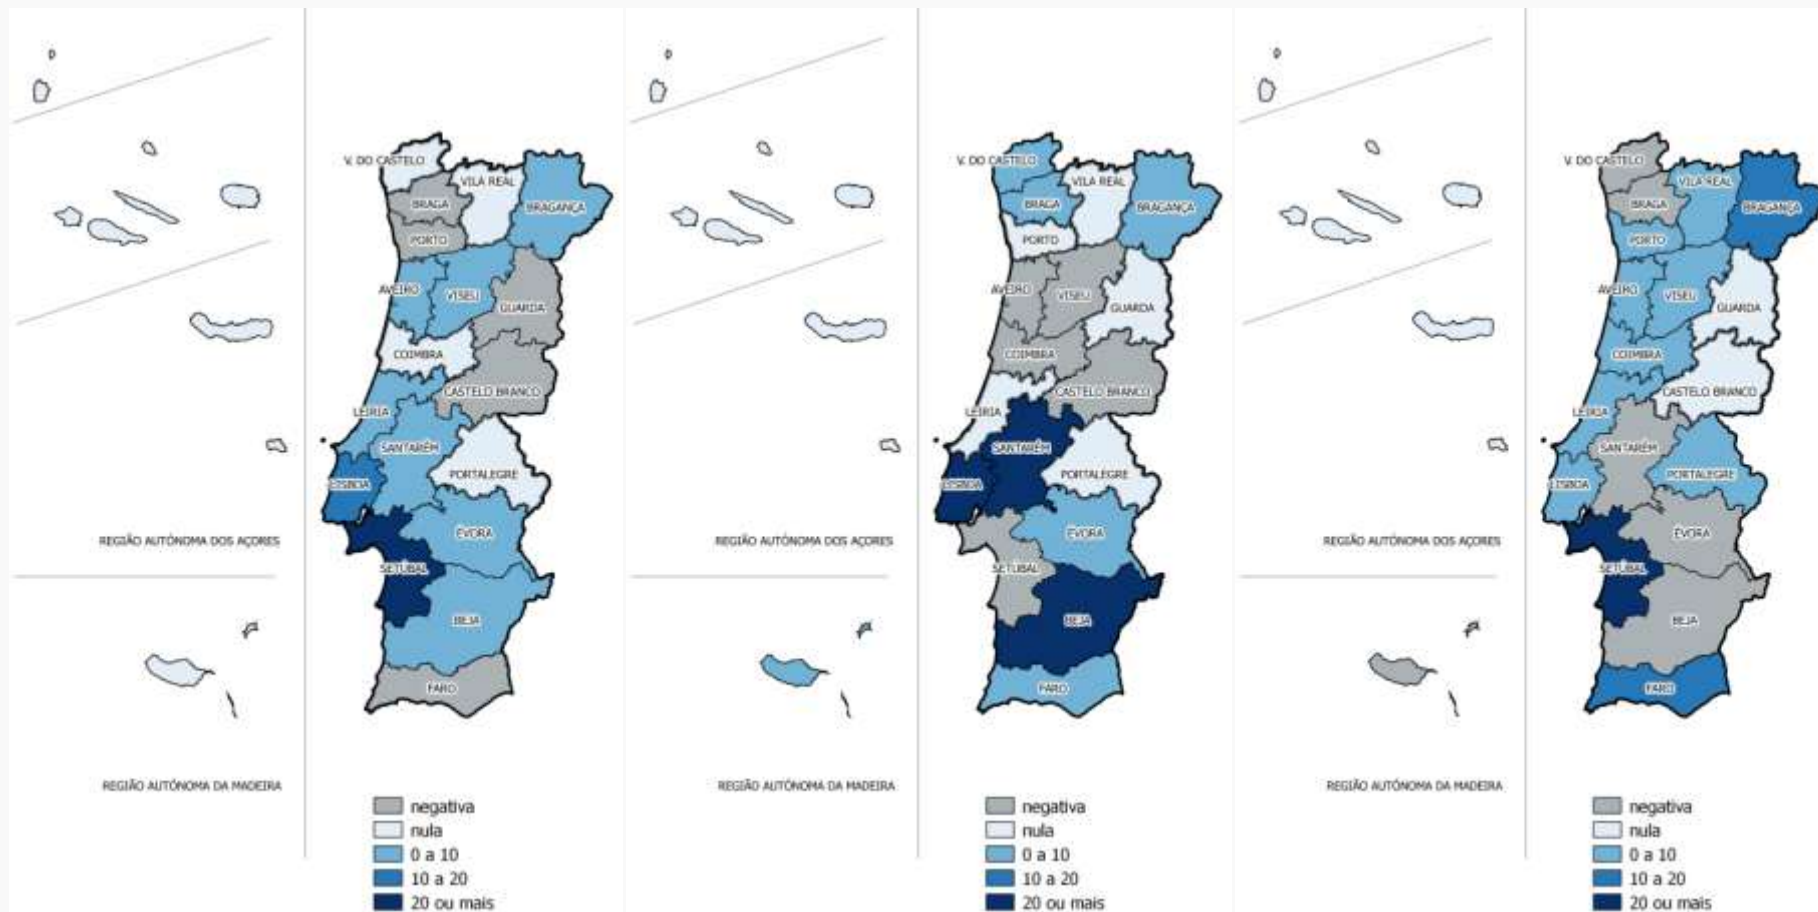 V. DO CASTELO
VILA REAL
BRAGA
BRAGANÇA
PORTO
AVEIRO
VISEU
GUARDA
COIMBRA
CASTELO BRANCO
LEIRIA
SANTARÉM
PORTALEGRE
LISBOA
ÉVORA
REGIÃO AUTÓNOMA DOS AÇORES
SETÚBAL
BEJA
FARO
REGIÃO AUTÓNOMA DA MADEIRA
negativa
nula
0 a 10
10 a 20
20 ou mais
V. DO CASTELO
VILA REAL
BRAGA
BRAGANÇA
PORTO
AVEIRO
VISEU
GUARDA
COIMBRA
CASTELO BRANCO
LEIRIA
SANTARÉM
PORTALEGRE
LISBOA
ÉVORA
REGIÃO AUTÓNOMA DOS AÇORES
SETÚBAL
BEJA
FARO
REGIÃO AUTÓNOMA DA MADEIRA
negativa
nula
0 a 10
10 a 20
20 ou mais
V. DO CASTELO
VILA REAL
BRAGA
BRAGANÇA
PORTO
AVEIRO
VISEU
GUARDA
COIMBRA
CASTELO BRANCO
LEIRIA
SANTARÉM
PORTALEGRE
LISBOA
ÉVORA
REGIÃO AUTÓNOMA DOS AÇORES
SETÚBAL
BEJA
FARO
REGIÃO AUTÓNOMA DA MADEIRA
negativa
nula
0 a 10
10 a 20
20 ou mais